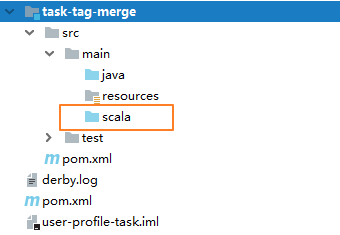 task-tag-merge
src
main
java
resources
scala
test
pom.xml
derby.log
pom.xml
user-profile-task.iml